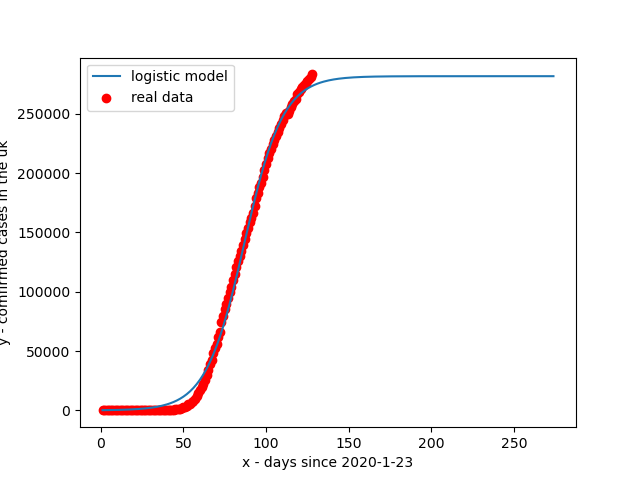 logistic model
real data
250000
200000
150000
100000
50000
0
y - comfirmed cases in the uk
0 50 100 150 200 250
x - days since 2020-1-23